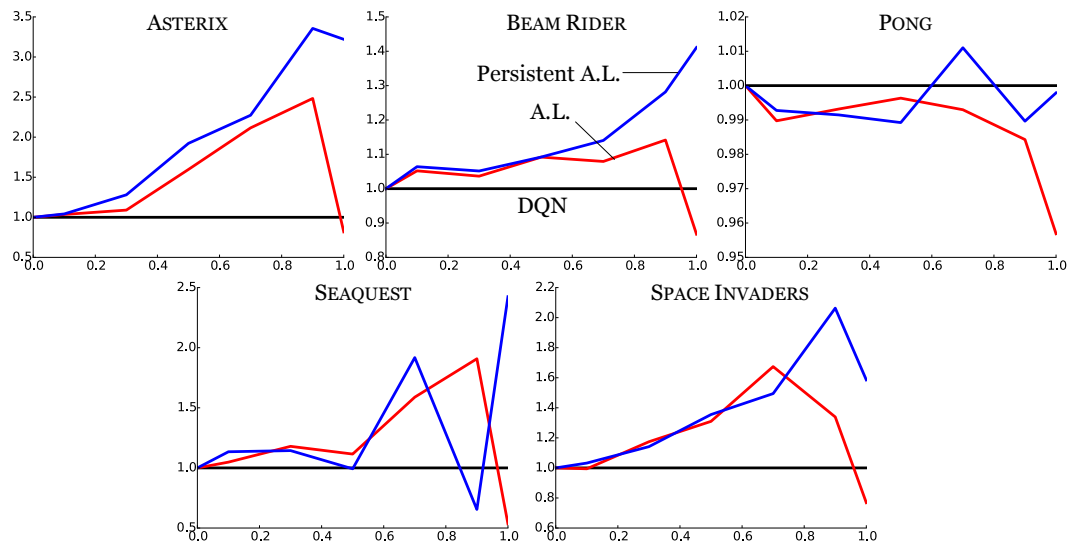 ASTERIX
3.5
3.0
2.5
2.0
1.5
1.0
0.5
0.0 0.2 0.4 0.6 0.8 1.0
BEAM RIDER
1.5
1.4
1.3
1.2
1.1
1.0
0.9
0.8
Persistent A.L.
A.L.
DQN
0.0 0.2 0.4 0.6 0.8 1.0
PONG
1.02
1.01
1.00
0.99
0.98
0.97
0.96
0.95
0.0 0.2 0.4 0.6 0.8 1.0
SEAQUEST
2.5
2.0
1.5
1.0
0.5
0.0 0.2 0.4 0.6 0.8 1.0
SPACE INVADERS
2.2
2.0
1.8
1.6
1.4
1.2
1.0
0.8
0.6
0.0 0.2 0.4 0.6 0.8 1.0